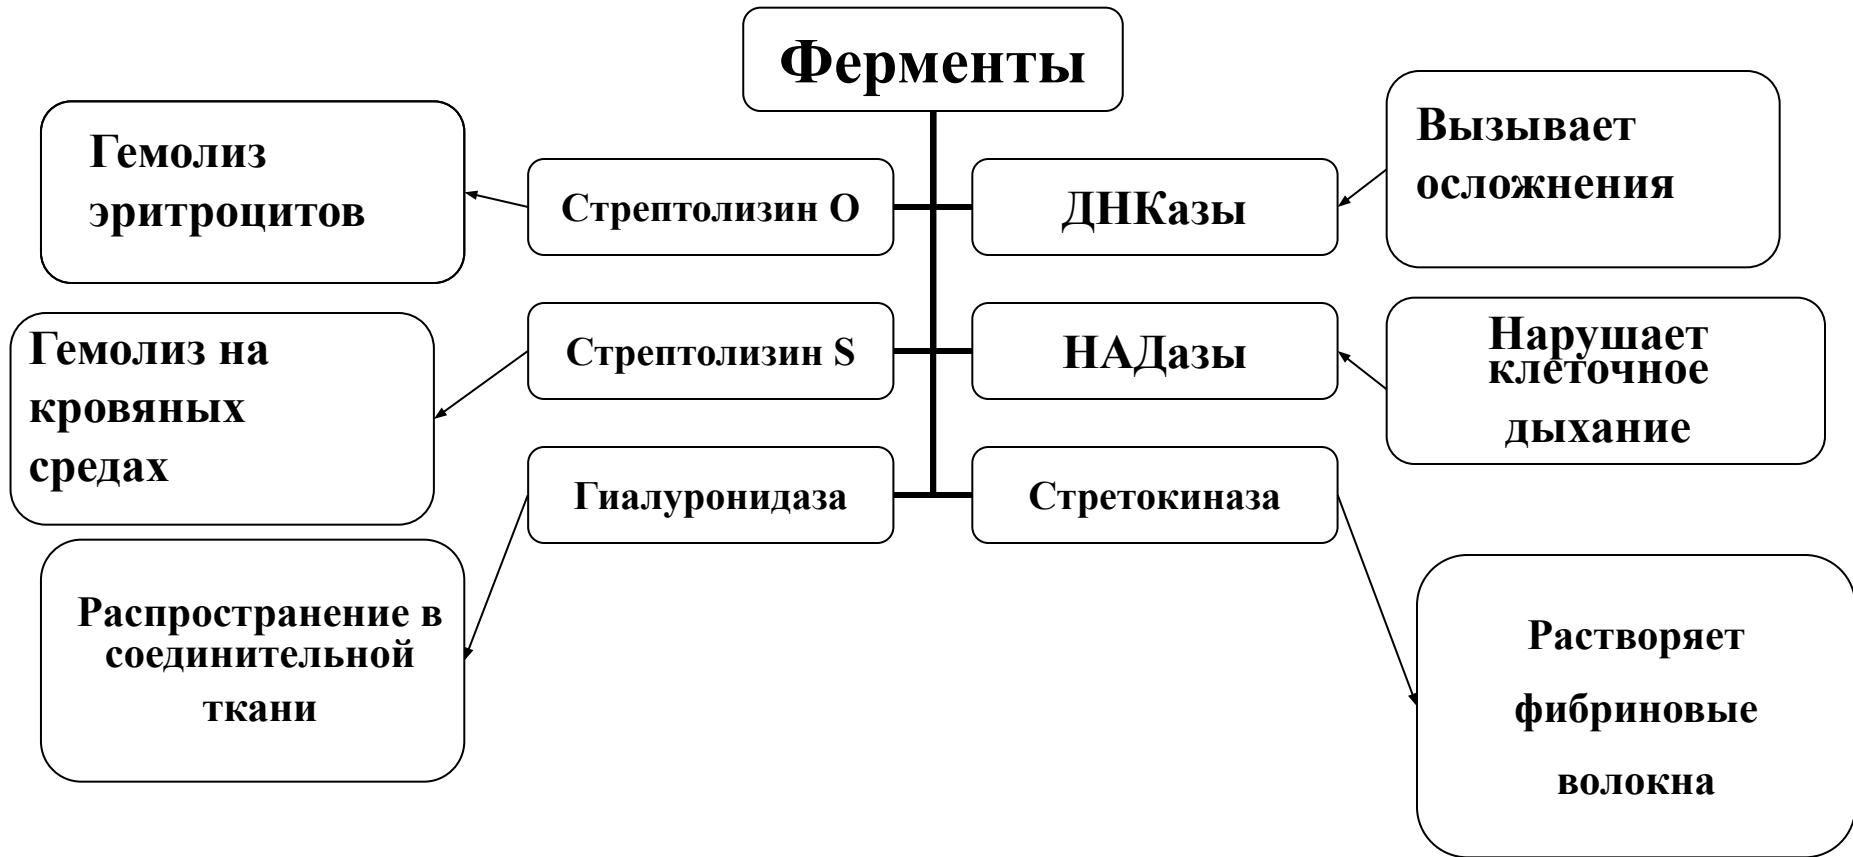 Ферменты
Гемолиз
эритроцитов
Стрептолизин О
ДНКазы
Вызывает
осложнения
Гемолиз на
кровяных
средах
Стрептолизин S
НАДазы
Нарушает
клеточное
дыхание
Гиалуронидаза
Стретокиназа
Распространение в
соединительной
ткани
Растворяет
фибриновые
волокна